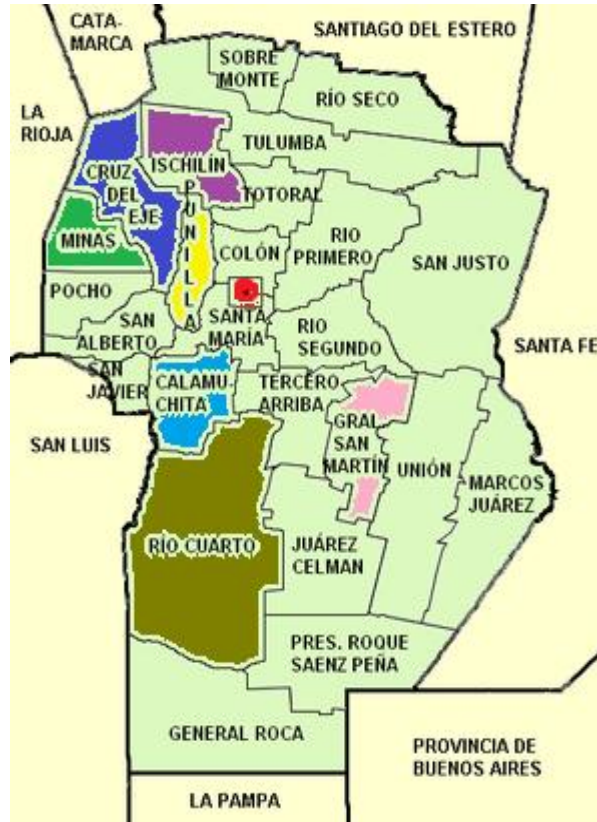 CATA-
MARCA
SANTIAGO DEL ESTERO
SOBRE
MONTE
RÍO SECO
LA
RIOJA
TULUMBA
ISCHILÍN
CRUZ
DEL
EJE
PUNILLLA
TOTORAL
MINAS
COLÓN
RIO
PRIMERO
SAN JUSTO
POCHO
SAN
ALBERTO
SANTA
MARÍA
RIO
SEGUNDO
SANTA FE
SAN
JAVIER
CALAMU-
CHITA
TERCERO
ARRIBA
GRAL
SAN
MARTÍN
SAN LUIS
UNIÓN
MARCOS
JUÁREZ
RÍO CUARTO
JUÁREZ
CELMAN
PRES. ROQUE
SAENZ PEÑA
GENERAL ROCA
PROVINCIA DE
BUENOS AIRES
LA PAMPA